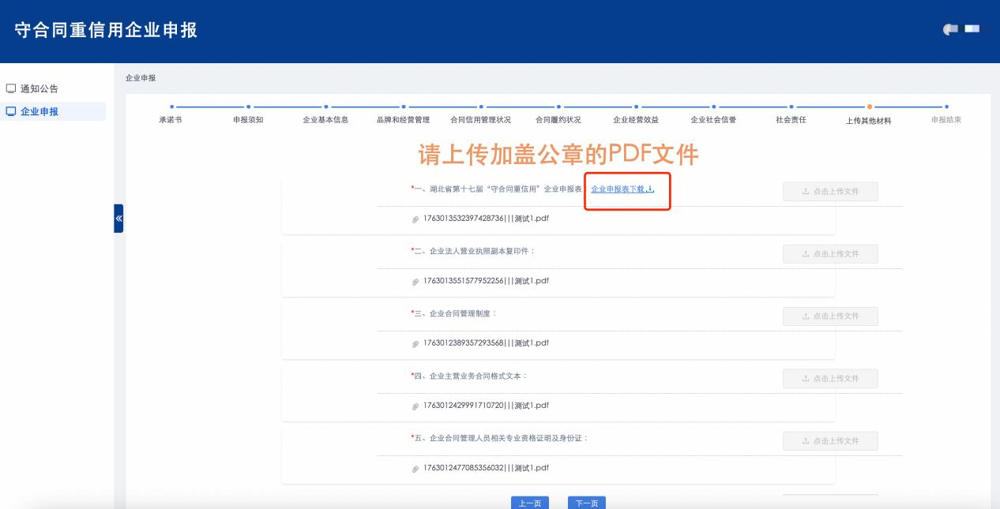 守合同重信用企业申报
通知公告
企业申报
企业申报
承诺书 申报须知 企业基本信息 品牌和经营管理 合同信用管理状况 合同履约状况 企业经营效益 企业社会信誉 社会责任 上传其他材料 申报结束
请上传加盖公章的PDF文件
*一、湖北省第十七届“守合同重信用”企业申报表: 企业申报表下载 点击上传文件
1763013532397428736|||测试1.pdf
*二、企业法人营业执照副本复印件: 点击上传文件
1763013551577952256|||测试1.pdf
*三、企业合同管理制度: 点击上传文件
1763012389357293568|||测试1.pdf
*四、企业主营业务合同格式文本: 点击上传文件
1763012429991710720|||测试1.pdf
*五、企业合同管理人员相关专业资格证明及身份证: 点击上传文件
1763012477085356032|||测试1.pdf
上一页 下一页